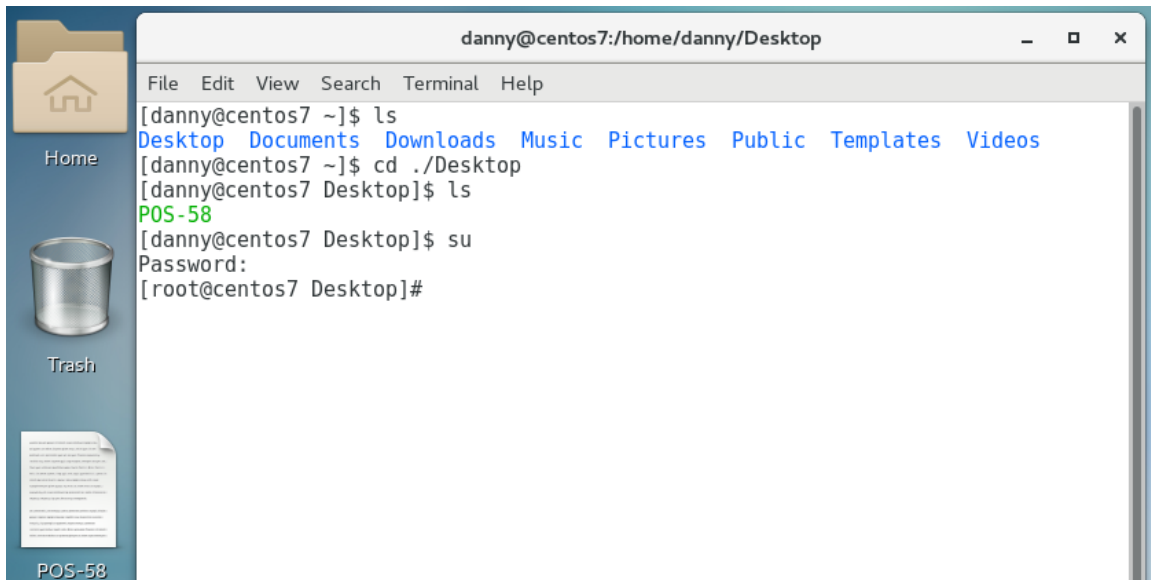 danny@centos7:/home/danny/Desktop
File Edit View Search Terminal Help
[danny@centos7 ~]$ ls
Desktop Documents Downloads Music Pictures Public Templates Videos
[danny@centos7 ~]$ cd ./Desktop
[danny@centos7 Desktop]$ ls
POS-58
[danny@centos7 Desktop]$ su
Password:
[root@centos7 Desktop]#
Home
Trash
POS-58